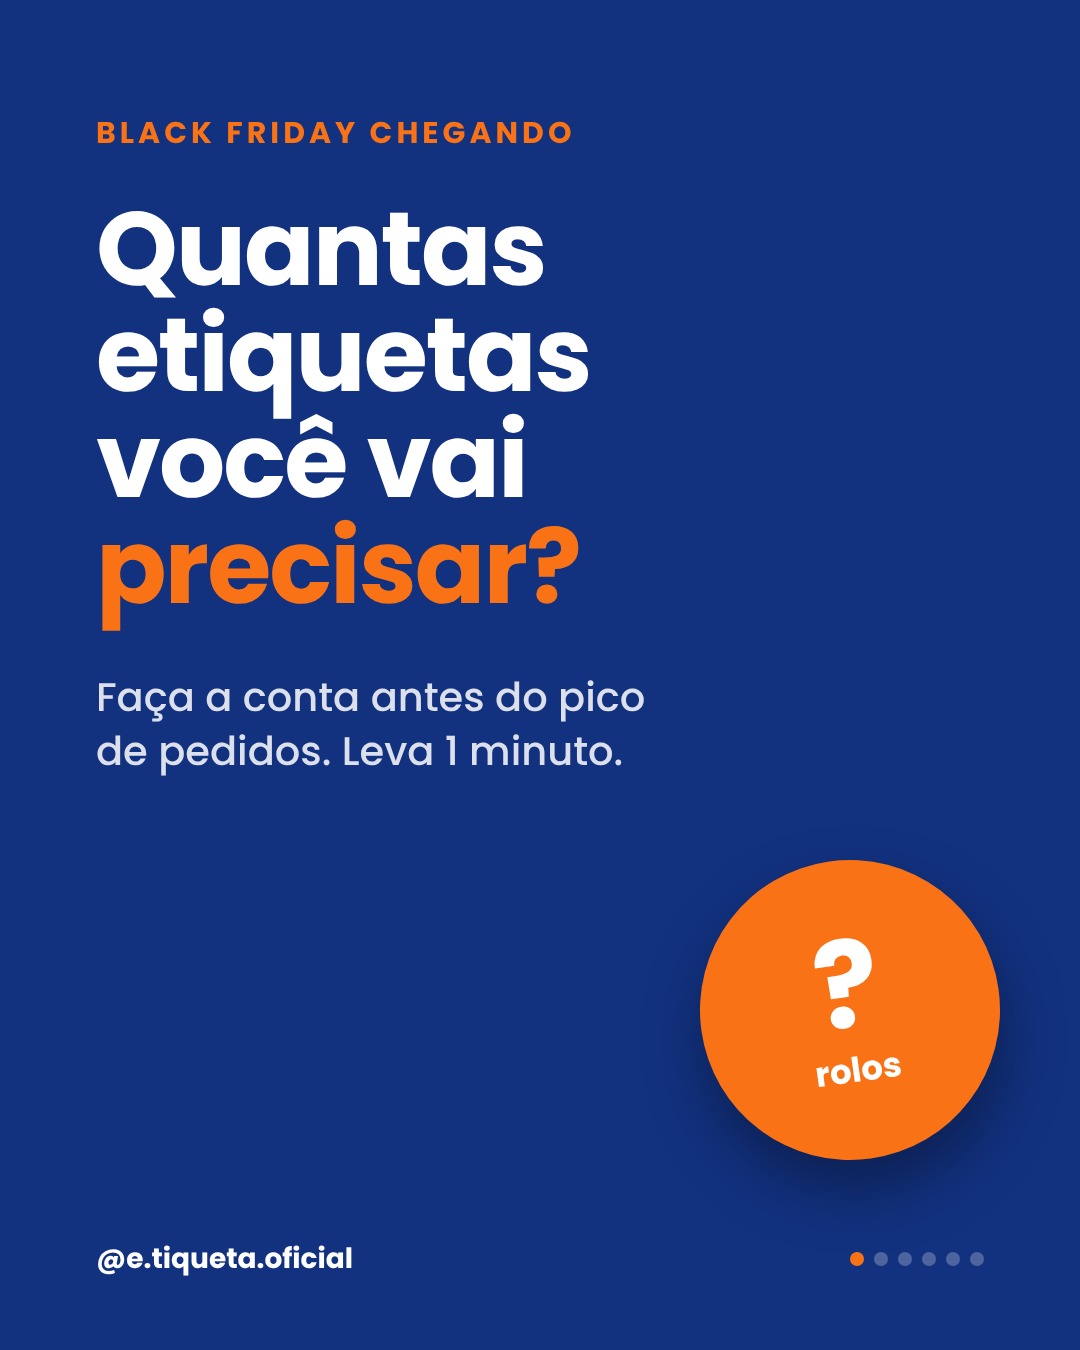 BLACK FRIDAY CHEGANDO
Quantas
etiquetas
você vai
precisar?
Faça a conta antes do pico
de pedidos. Leva 1 minuto.
?
rolos
@e.tiqueta.oficial